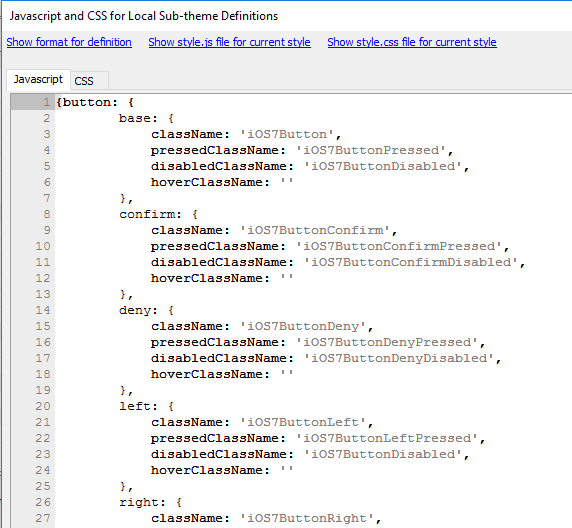 Javascript and CSS for Local Sub-theme Definitions
Show format for definition Show style.js file for current style Show style.css file for current style
Javascript CSS
1 {button: {
2 base: {
3 className: 'iOS7Button',
4 pressedClassName: 'iOS7ButtonPressed',
5 disabledClassName: 'iOS7ButtonDisabled',
6 hoverClassName: ''
7 },
8 confirm: {
9 className: 'iOS7ButtonConfirm',
10 pressedClassName: 'iOS7ButtonConfirmPressed',
11 disabledClassName: 'iOS7ButtonConfirmDisabled',
12 hoverClassName: ''
13 },
14 deny: {
15 className: 'iOS7ButtonDeny',
16 pressedClassName: 'iOS7ButtonDenyPressed',
17 disabledClassName: 'iOS7ButtonDenyDisabled',
18 hoverClassName: ''
19 },
20 left: {
21 className: 'iOS7ButtonLeft',
22 pressedClassName: 'iOS7ButtonLeftPressed',
23 disabledClassName: 'iOS7ButtonDisabled',
24 hoverClassName: ''
25 },
26 right: {
27 className: 'iOS7ButtonRight',